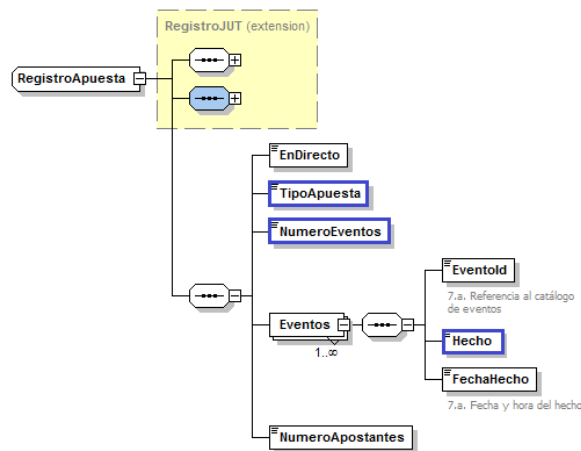 RegistroJUT (extension)
RegistroApuesta
EnDirecto
TipoApuesta
NumeroEventos
EventoId
7.a. Referencia al catálogo
de eventos
Eventos
1..∞
Hecho
FechaHecho
7.a. Fecha y hora del hecho
NumeroApostantes